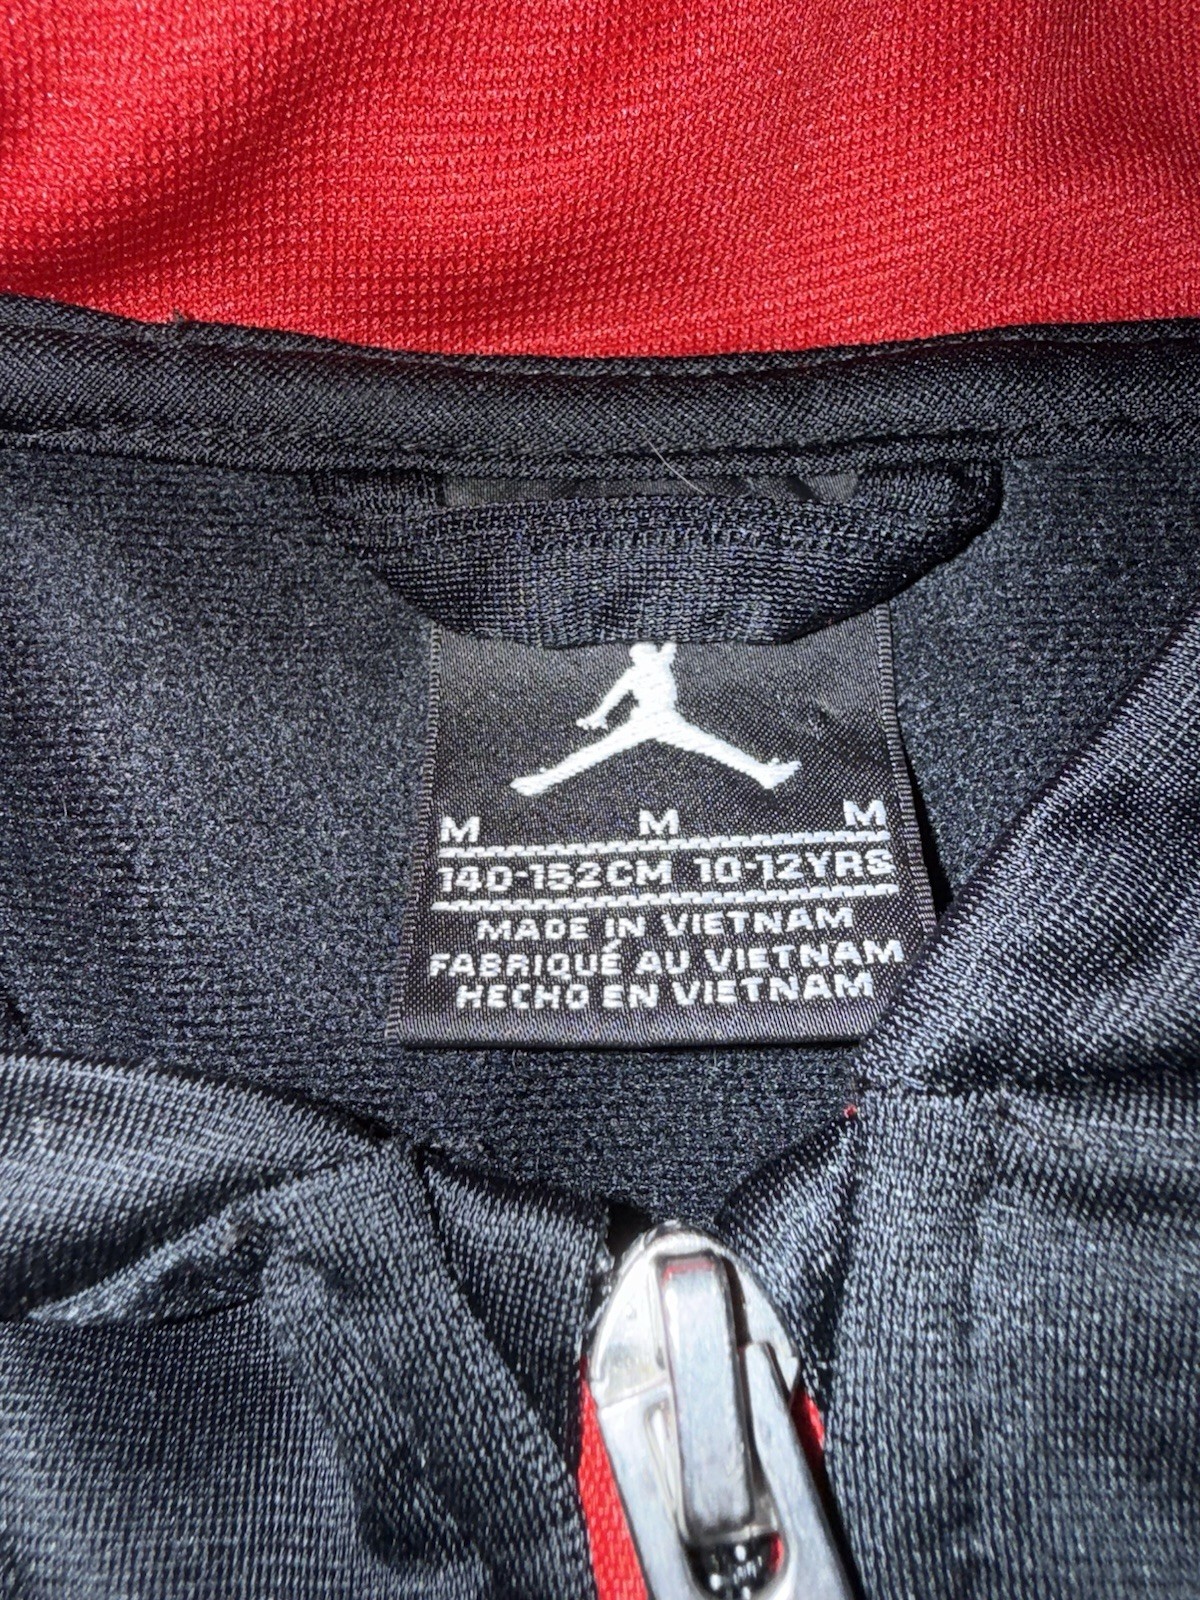 M M M
140-152CM 10-12YRS
MADE IN VIETNAM
FABRIQUÉ AU VIETNAM
HECHO EN VIETNAM